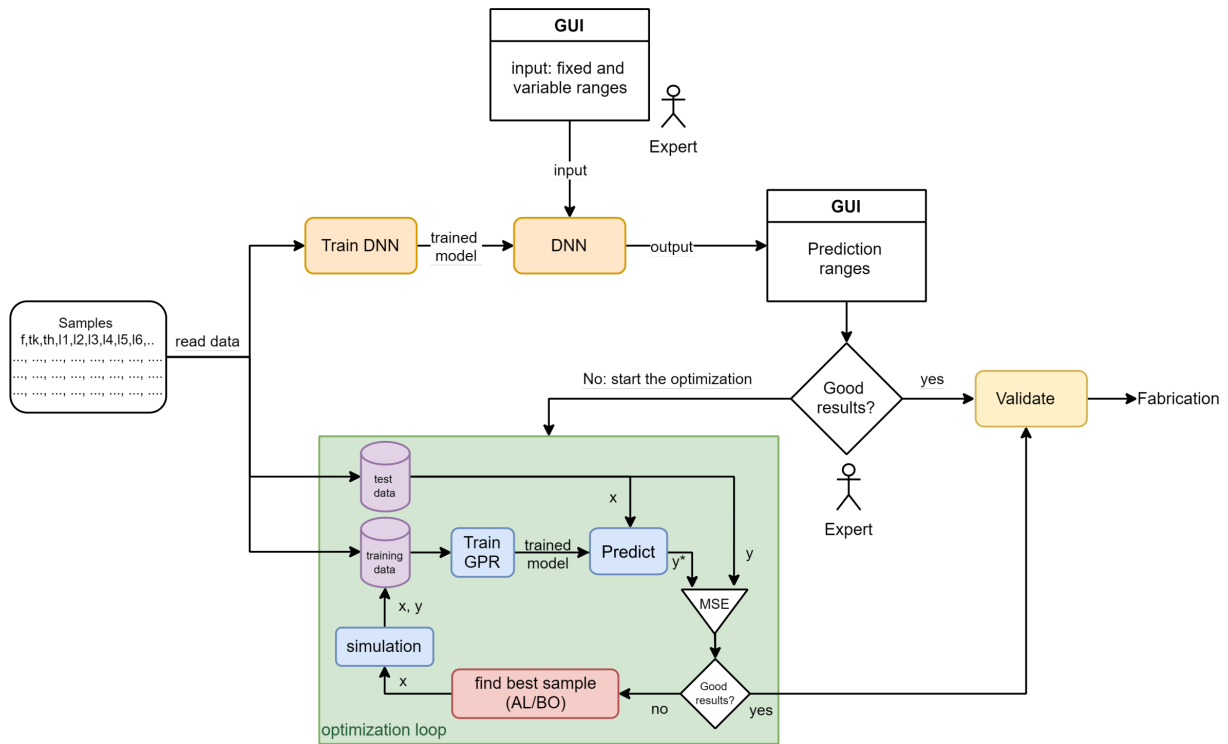 GUI
input: fixed and
variable ranges
Expert
input
GUI
Train DNN
trained
model
DNN
output
Prediction
ranges
Samples
f,tk,th,l1,l2,l3,l4,l5,l6,..
..., ..., ..., ..., ..., ..., ..., ....
..., ..., ..., ..., ..., ..., ..., ....
..., ..., ..., ..., ..., ..., ..., ....
read data
No: start the optimization
Good
results?
yes
Validate
Fabrication
Expert
test
data
x
training
data
Train
GPR
trained
model
Predict
y*
y
MSE
x, y
simulation
x
find best sample
(AL/BO)
no
Good
results?
yes
optimization loop